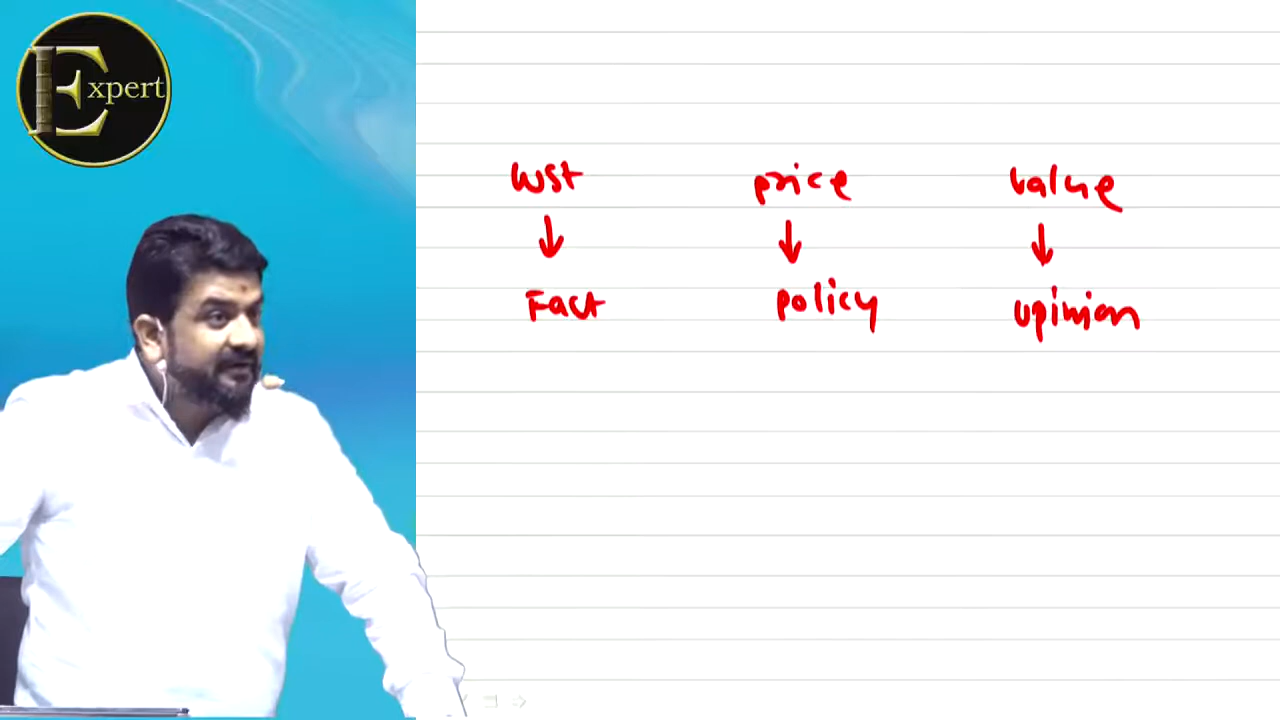 Expert
Cost price value
↓ ↓ ↓
Fact policy opinion